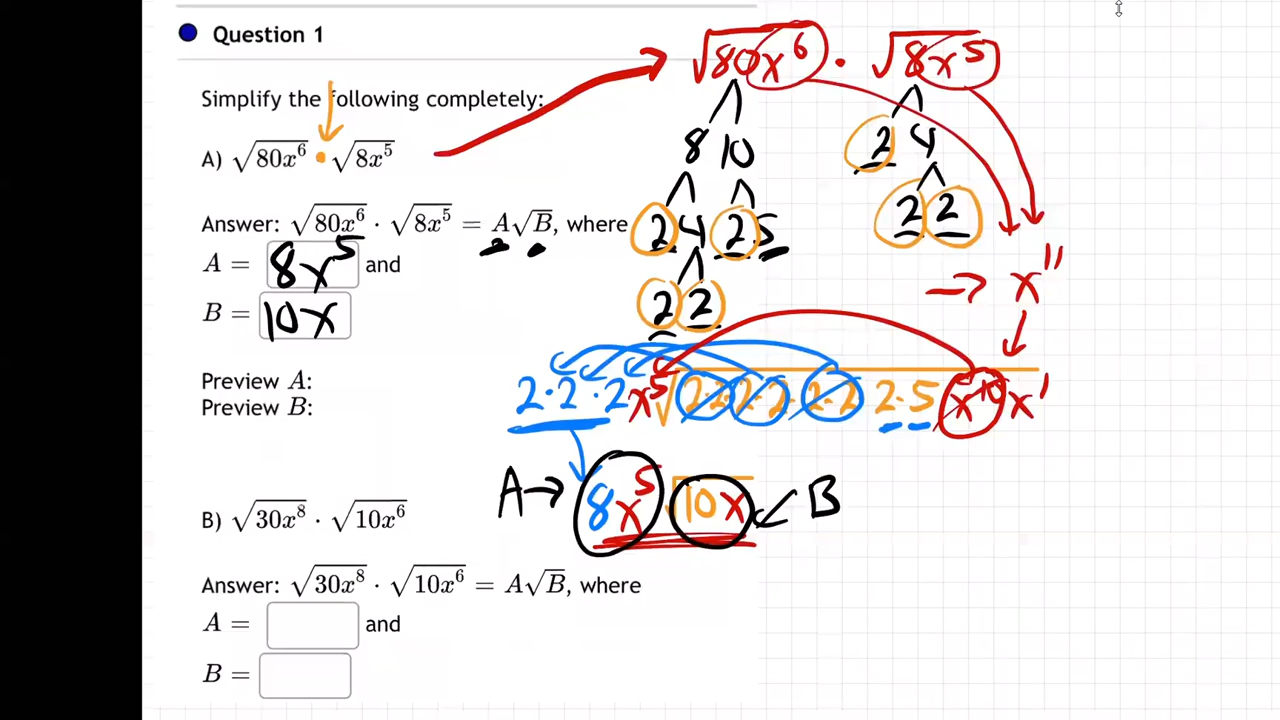 Question 1
Simplify the following completely:
A) √80x⁶ · √8x⁵
Answer: √80x⁶ · √8x⁵ = A√B, where
A = 8x⁵ and
B = 10x
Preview A:
Preview B:
B) √30x⁸ · √10x⁶
Answer: √30x⁸ · √10x⁶ = A√B, where
A = and
B =
√80x⁶ · √8x⁵
8 10 2 4
2 4 2 5 2 2
2 2
→ x¹¹
2·2·2x⁵√2·2·2·2·2·2·2·5 x¹⁰x¹
A→ 8x⁵√10x B